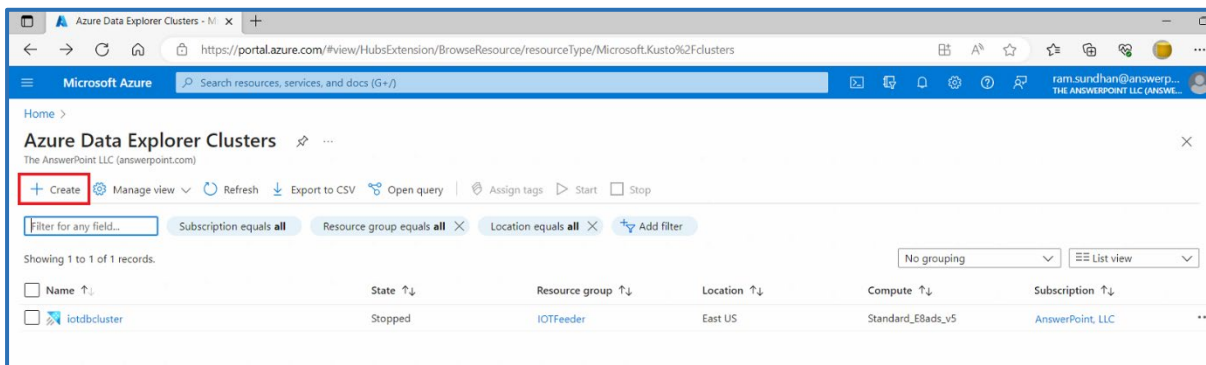 Azure Data Explorer Clusters - M
https://portal.azure.com/#view/HubsExtension/BrowseResource/resourceType/Microsoft.Kusto%2Fclusters
Microsoft Azure Search resources, services, and docs (G+/) ram.sundhan@answerp...
THE ANSWERPOINT LLC (ANSWE...
Home >
Azure Data Explorer Clusters ...
The AnswerPoint LLC (answerpoint.com)
+ Create Manage view Refresh Export to CSV Open query Assign tags Start Stop
Filter for any field... Subscription equals all Resource group equals all Location equals all Add filter
Showing 1 to 1 of 1 records. No grouping List view
Name State Resource group Location Compute Subscription
iotdbcluster Stopped IOTFeeder East US Standard_E8ads_v5 AnswerPoint, LLC